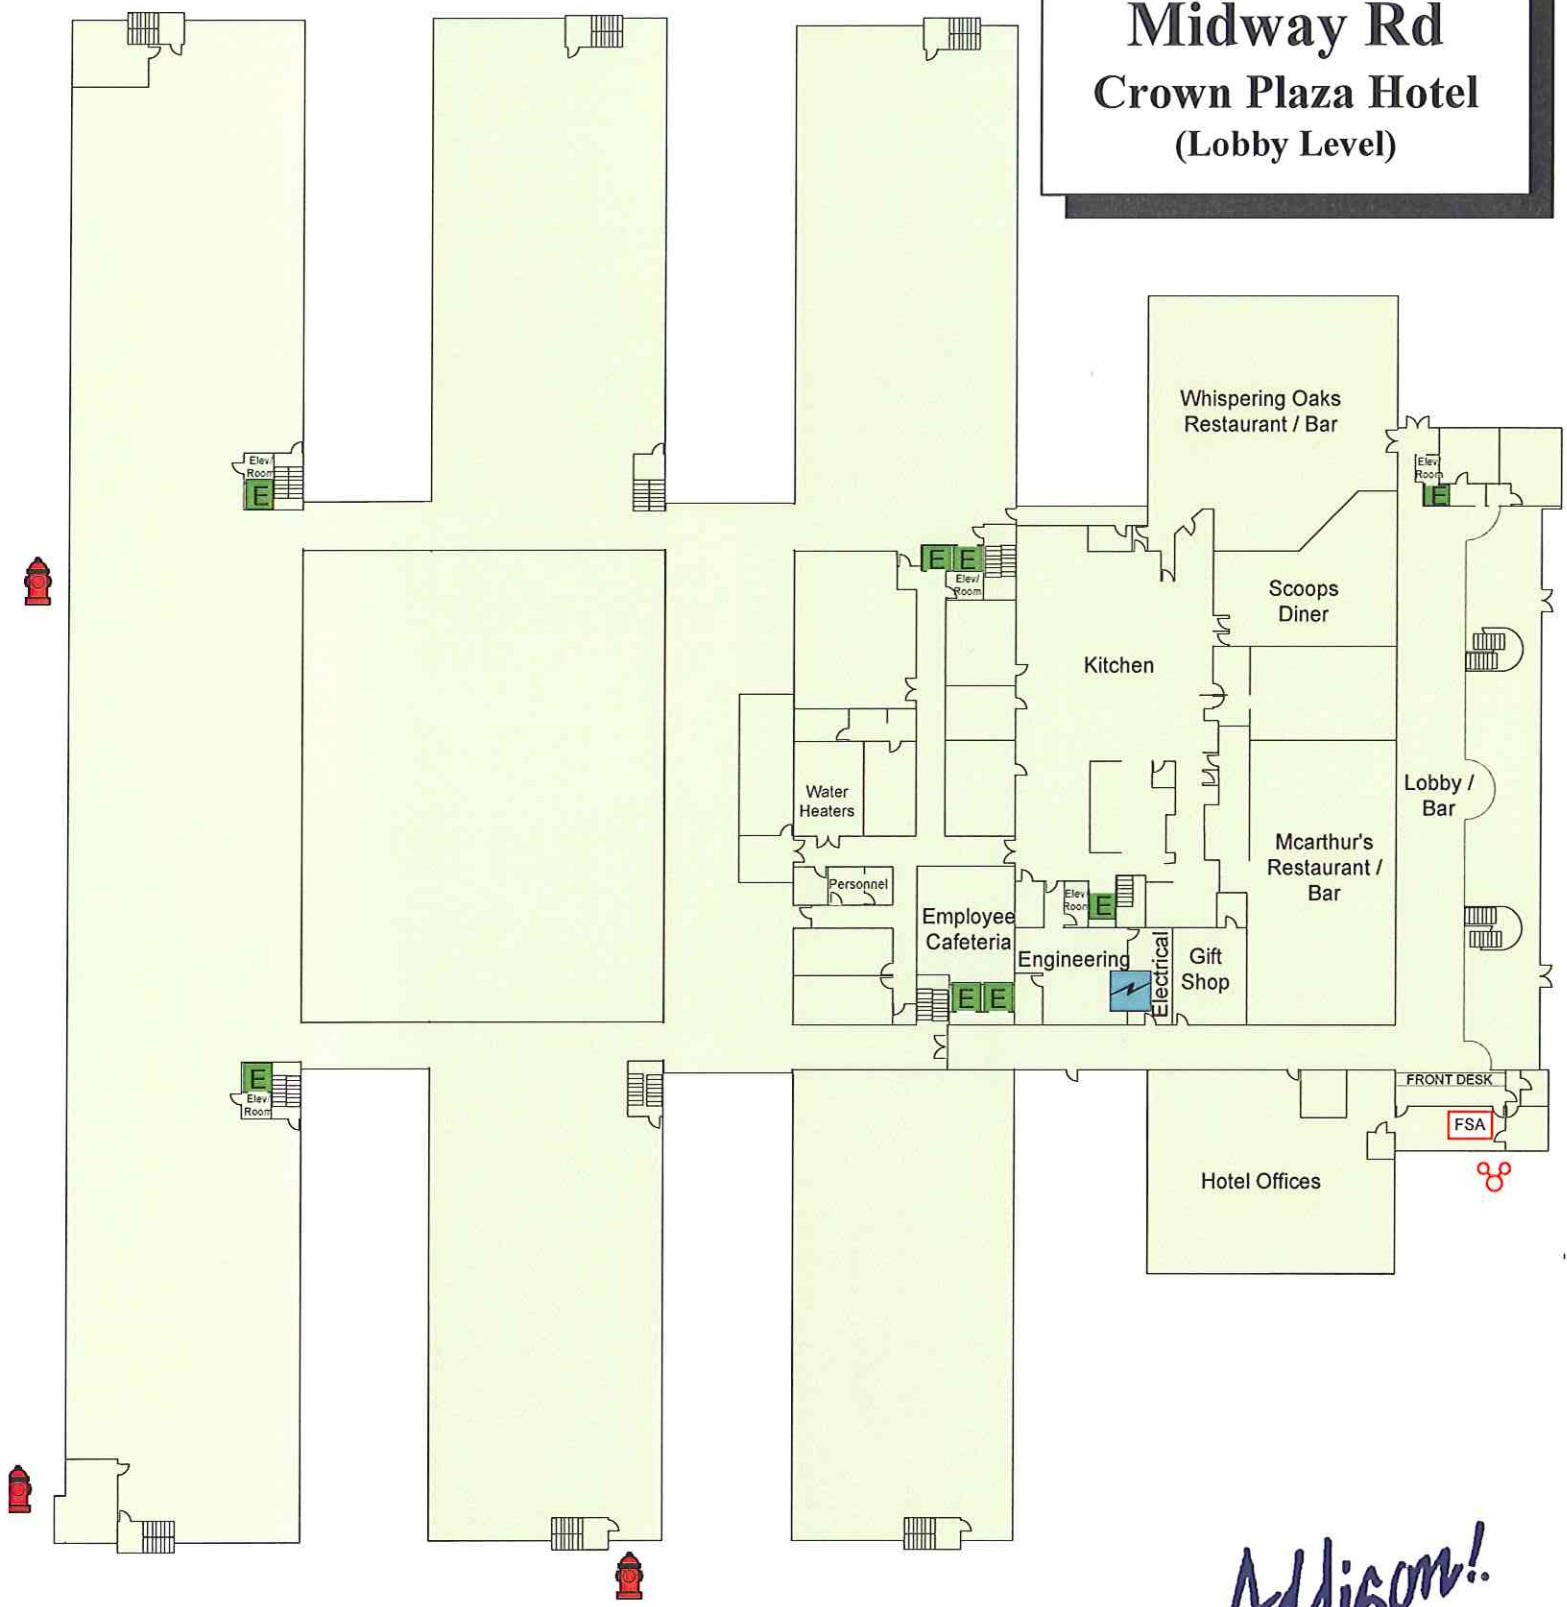 Midway Rd
Crown Plaza Hotel
(Lobby Level)
Whispering Oaks
Restaurant / Bar
Elev/
Room
E
Elev/
Room
E
E E
Elev/
Room
Scoops
Diner
Kitchen
Water
Heaters
Lobby /
Bar
Mcarthur's
Restaurant /
Bar
Personnel
Elev/
Room
E
Employee
Cafeteria
Engineering
Electrical
Gift
Shop
E E
E
Elev/
Room
FRONT DESK
FSA
Hotel Offices
Addison!